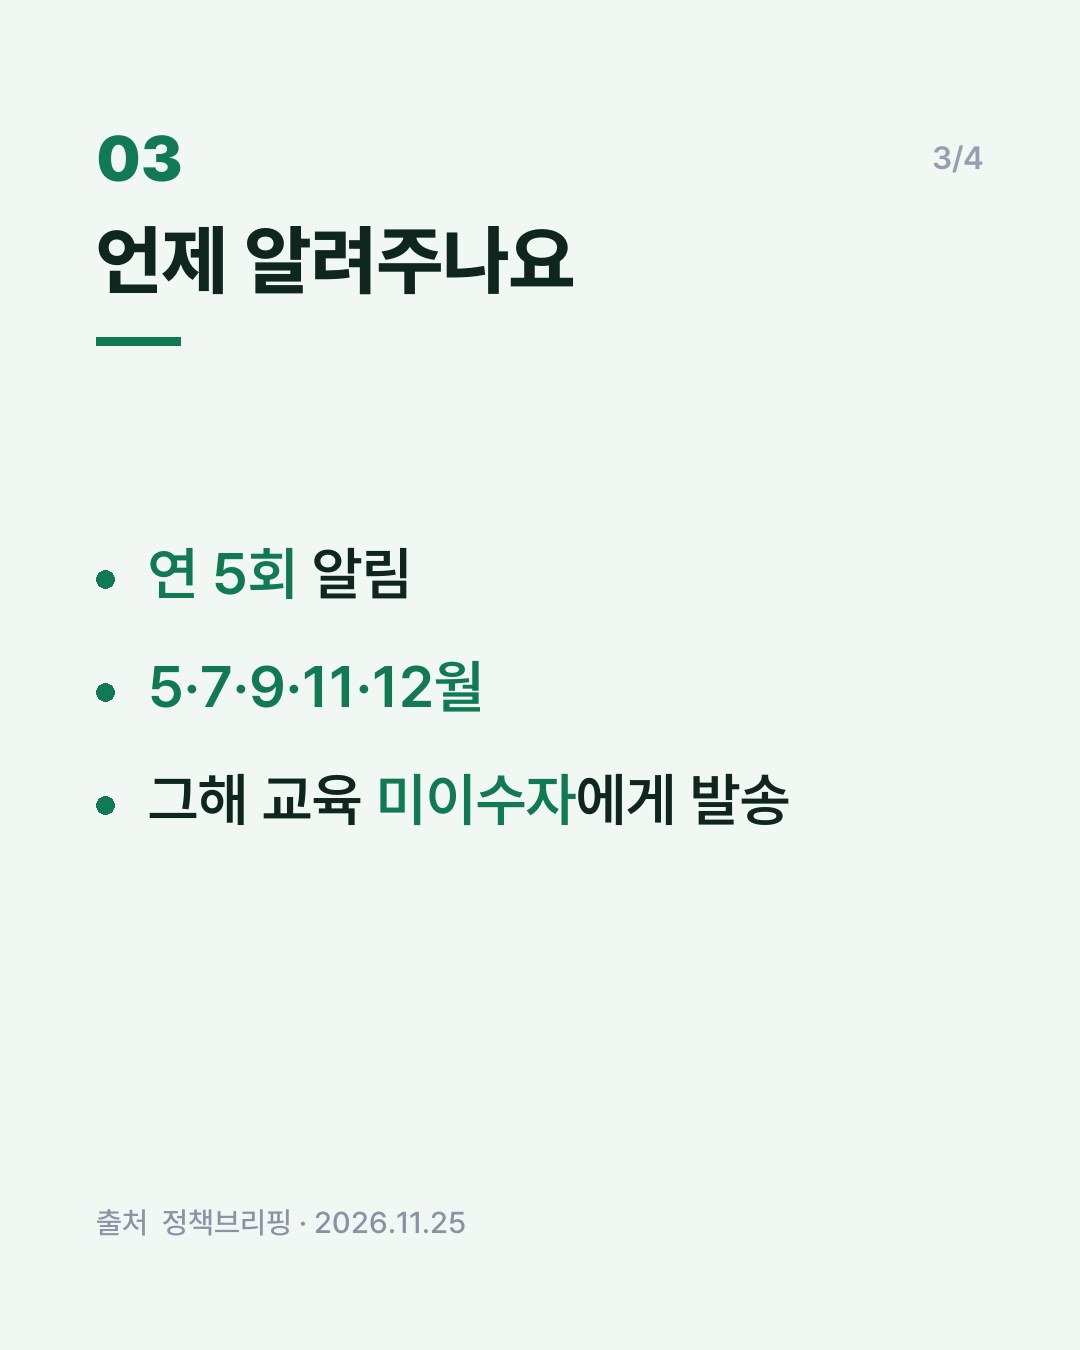 03
3/4
언제 알려주나요
• 연 5회 알림
• 5·7·9·11·12월
• 그해 교육 미이수자에게 발송
출처 정책브리핑 · 2026.11.25